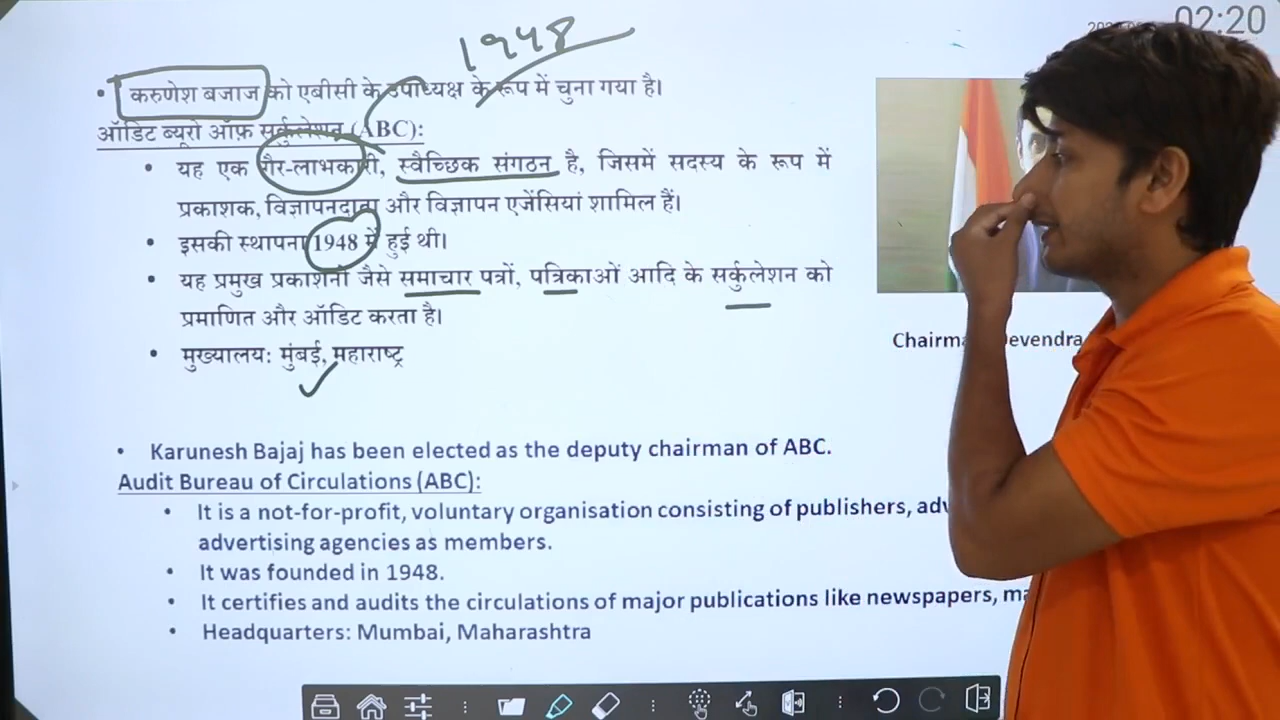 02:20
1948
• करुणेश बजाज को एबीसी के उपाध्यक्ष के रूप में चुना गया है।
ऑडिट ब्यूरो ऑफ़ सर्कुलेशन (ABC):
• यह एक गैर-लाभकारी, स्वैच्छिक संगठन है, जिसमें सदस्य के रूप में
प्रकाशक, विज्ञापनदाता और विज्ञापन एजेंसियां शामिल हैं।
• इसकी स्थापना 1948 में हुई थी।
• यह प्रमुख प्रकाशनों जैसे समाचार पत्रों, पत्रिकाओं आदि के सर्कुलेशन को
प्रमाणित और ऑडिट करता है।
• मुख्यालय: मुंबई, महाराष्ट्र
Devendra
• Karunesh Bajaj has been elected as the deputy chairman of ABC.
Audit Bureau of Circulations (ABC):
• It is a not-for-profit, voluntary organisation consisting of publishers,
advertising agencies as members.
• It was founded in 1948.
• It certifies and audits the circulations of major publications like newspapers,
• Headquarters: Mumbai, Maharashtra